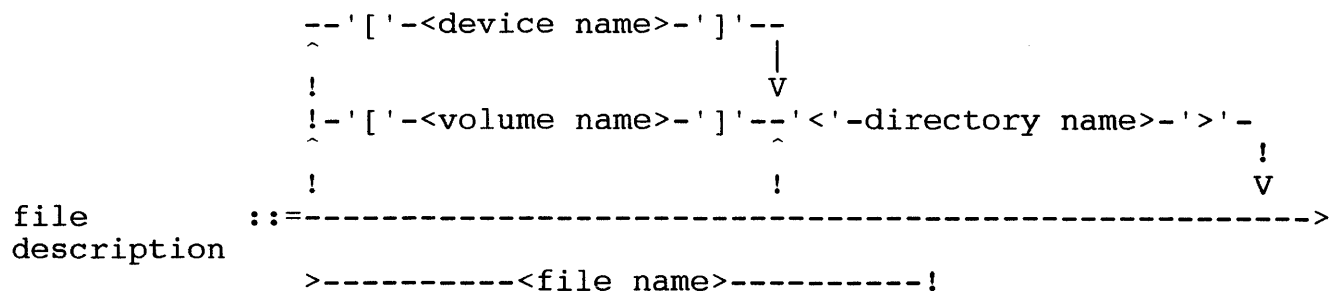 --'['-<device name>-']'--
^ |
! V
!-'['-<volume name>-']'--'<'-directory name>-'>'-
^ ^ !
! ! V
file ::=---------------------------------------------------->
description
>----------<file name>----------!